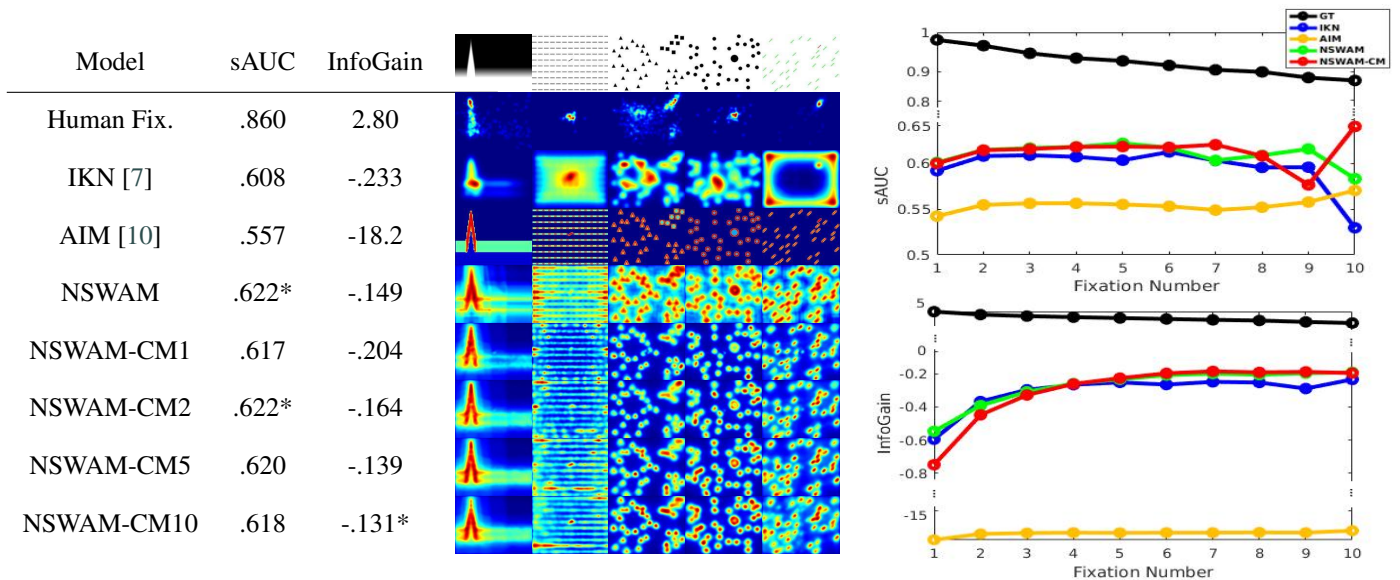 Model sAUC InfoGain
Human Fix. .860 2.80
IKN [7] .608 -.233
AIM [10] .557 -18.2
NSWAM .622* -.149
NSWAM-CM1 .617 -.204
NSWAM-CM2 .622* -.164
NSWAM-CM5 .620 -.139
NSWAM-CM10 .618 -.131*
GT
IKN
AIM
NSWAM
NSWAM-CM
1
0.9
0.8
0.65
0.6
0.55
0.5
sAUC
1 2 3 4 5 6 7 8 9 10
Fixation Number
5
0
-0.2
-0.4
-0.6
-0.8
-15
InfoGain
1 2 3 4 5 6 7 8 9 10
Fixation Number